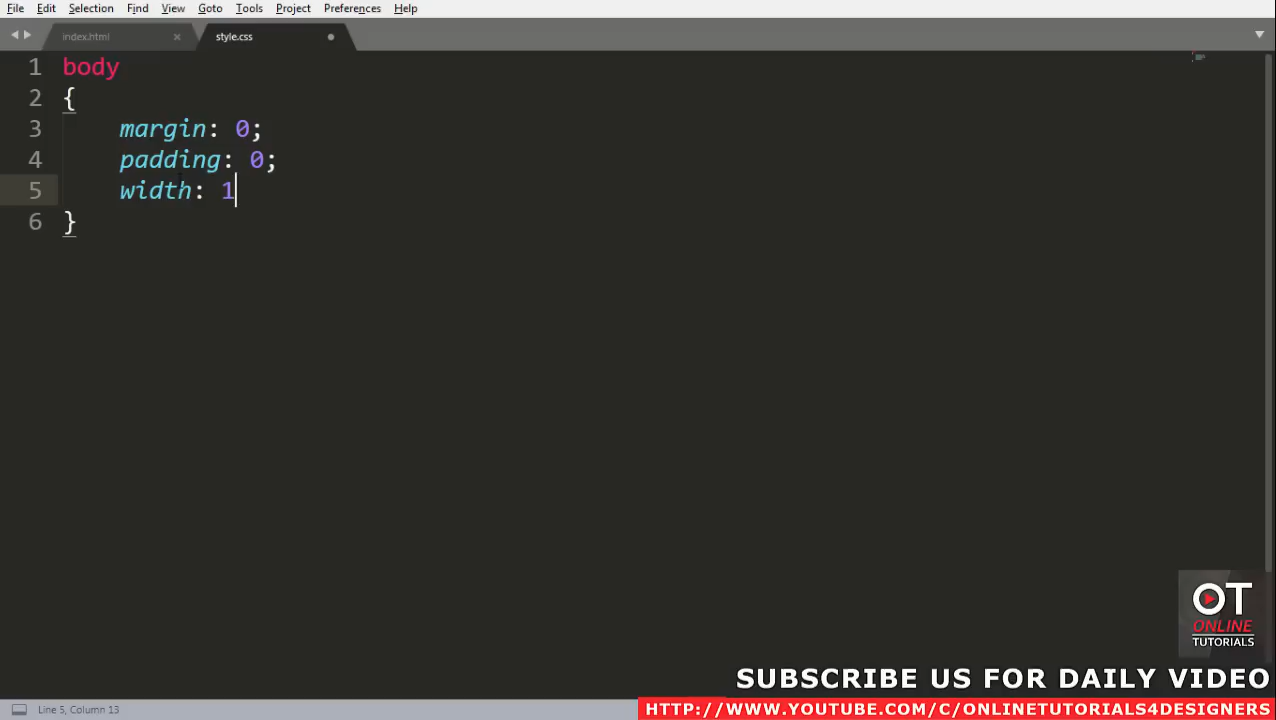 File Edit Selection Find View Goto Tools Project Preferences Help
index.html × style.css
1 body
2 {
3 margin: 0;
4 padding: 0;
5 width: 1
6 }
OT
ONLINE
TUTORIALS
SUBSCRIBE US FOR DAILY VIDEO
Line 5, Column 13
HTTP://WWW.YOUTUBE.COM/C/ONLINETUTORIALS4DESIGNERS